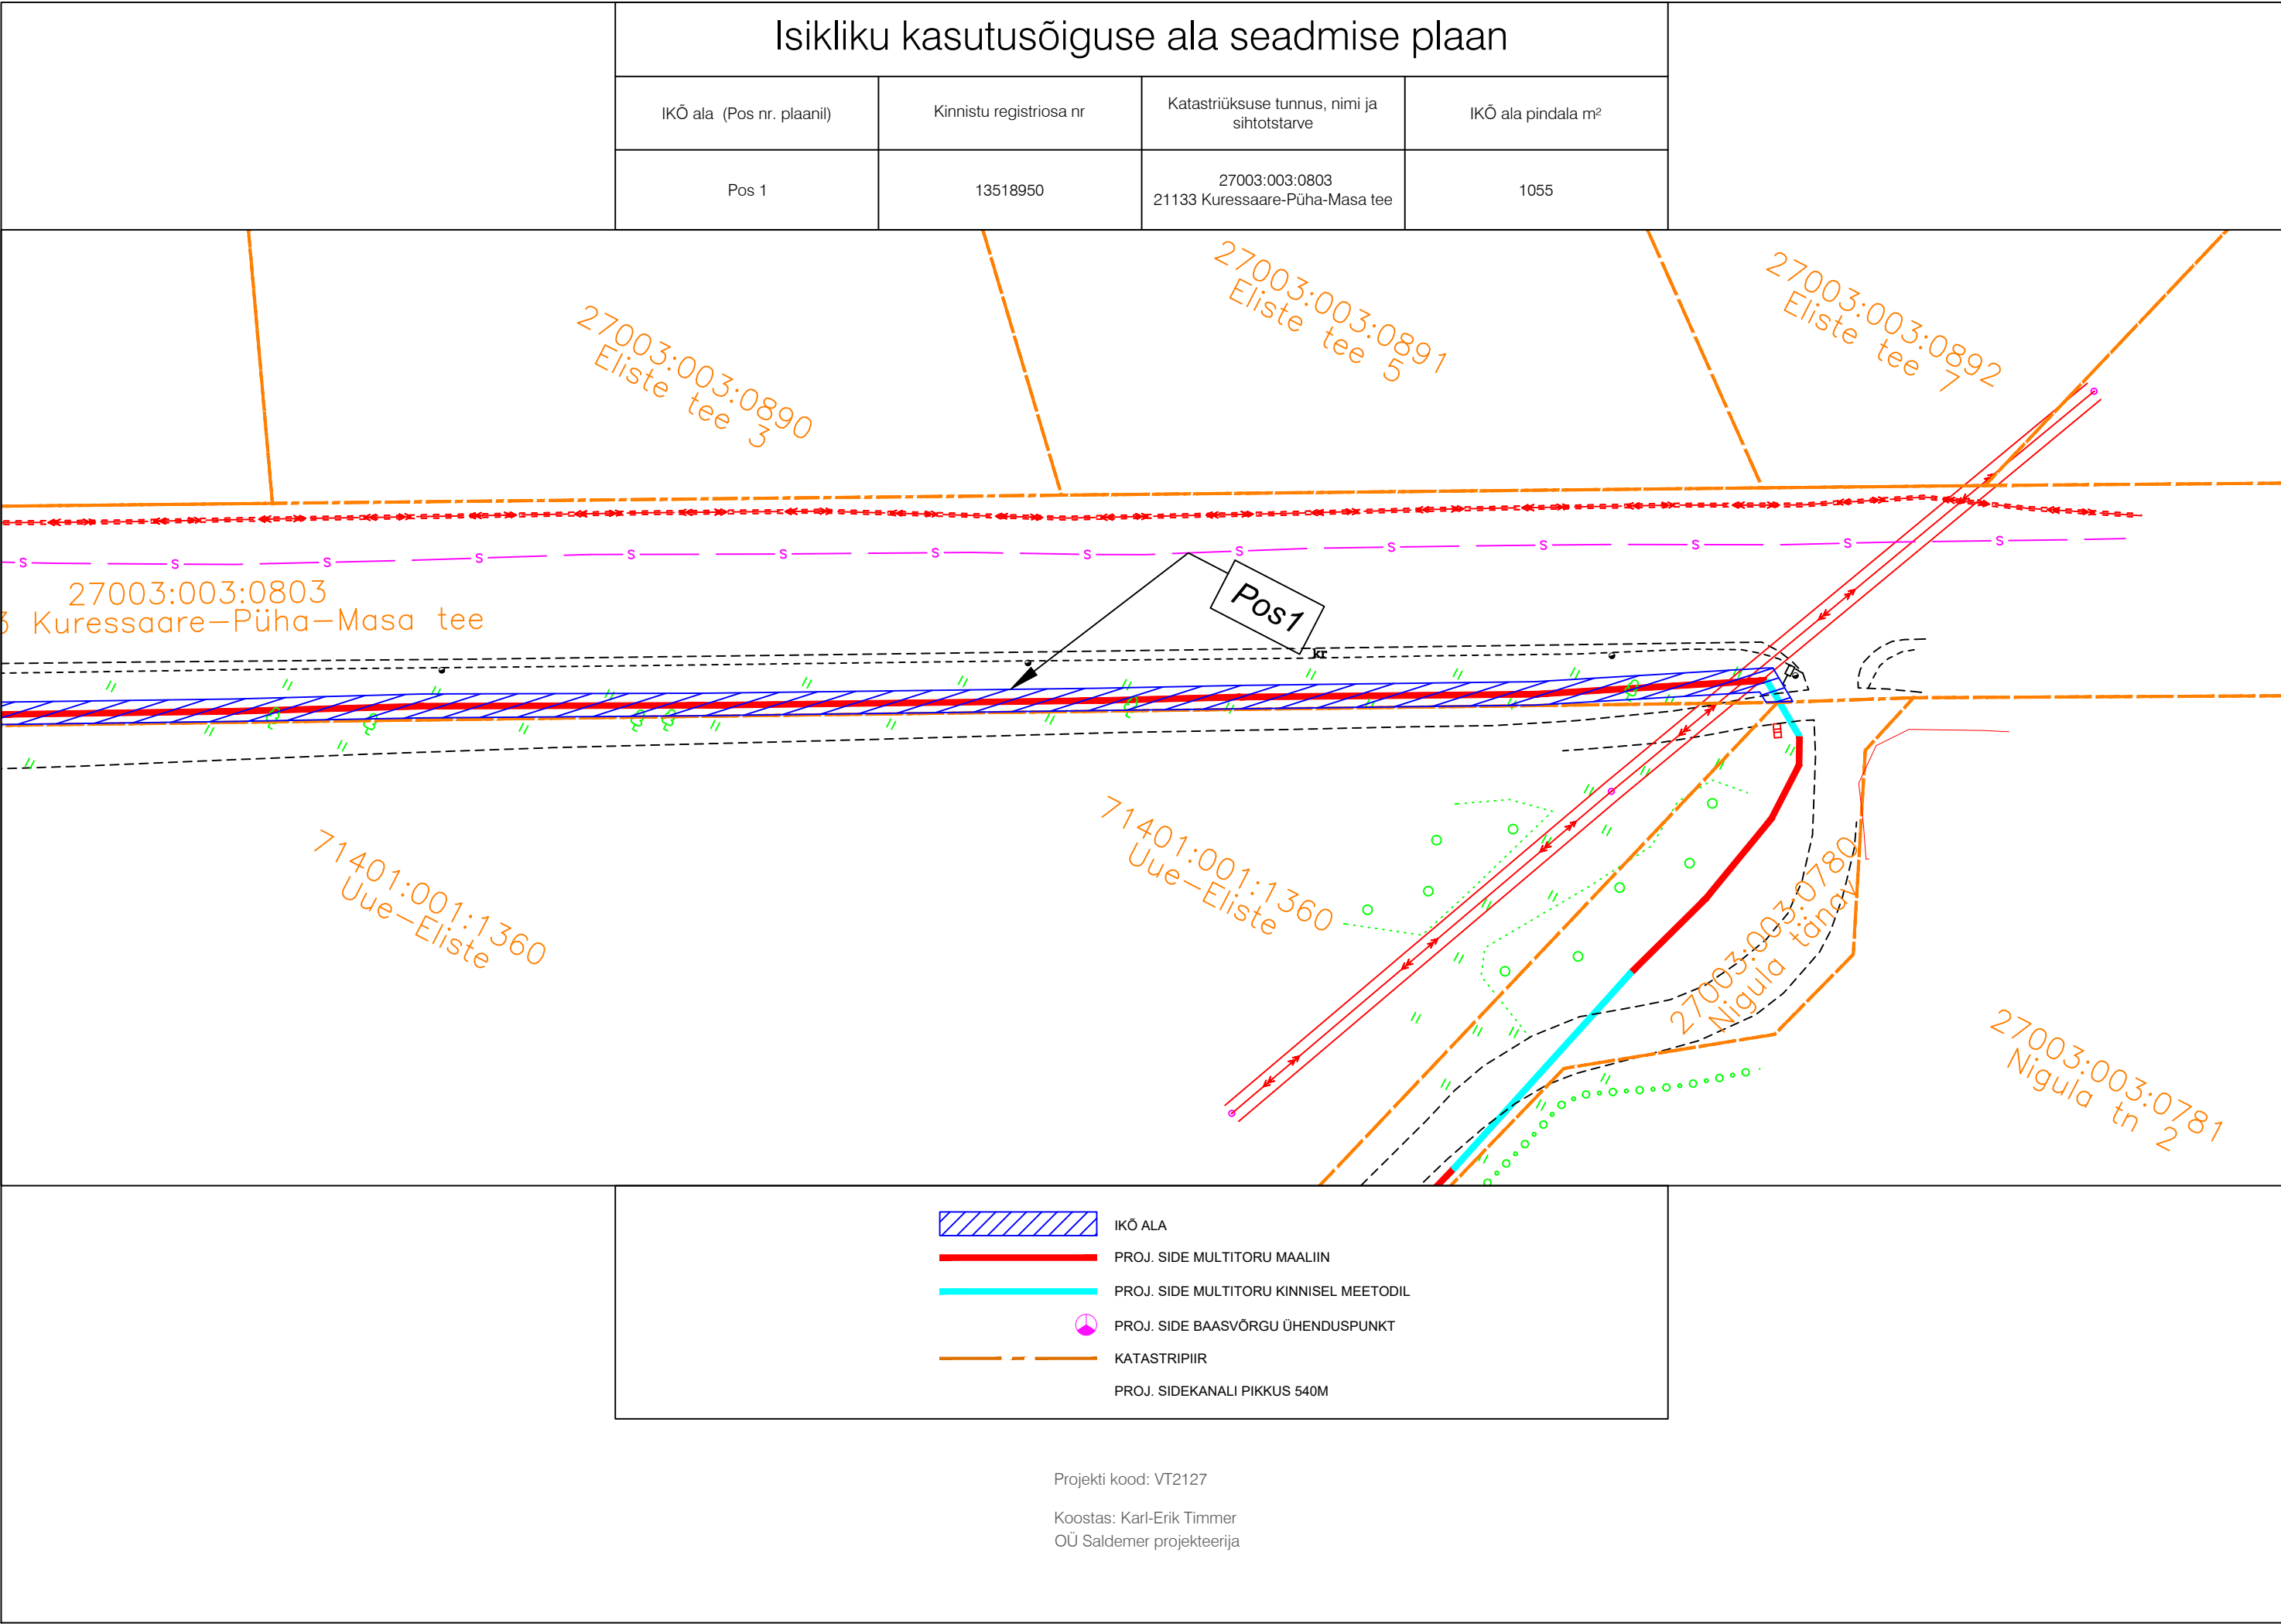 Isikliku kasutusõiguse ala seadmise plaan
IKÕ ala (Pos nr. plaanil)
Kinnistu registriosa nr
Katastriüksuse tunnus, nimi ja
sihtotstarve
IKÕ ala pindala m²
Pos 1
13518950
27003:003:0803
21133 Kuressaare-Püha-Masa tee
1055
27003:003:0890
Eliste tee 3
27003:003:0891
Eliste tee 5
27003:003:0892
Eliste tee 7
S S S S S S S S S S S S S S
27003:003:0803
3 Kuressaare-Püha-Masa tee
Pos1
kr
71401:001:1360
Uue-Eliste
71401:001:1360
Uue-Eliste
27003:003:0780
Nigula tänav
27003:003:0781
Nigula tn 2
IKÕ ALA
PROJ. SIDE MULTITORU MAALIIN
PROJ. SIDE MULTITORU KINNISEL MEETODIL
PROJ. SIDE BAASVÕRGU ÜHENDUSPUNKT
KATASTRIPIIR
PROJ. SIDEKANALI PIKKUS 540M
Projekti kood: VT2127
Koostas: Karl-Erik Timmer
OÜ Saldemer projekteerija